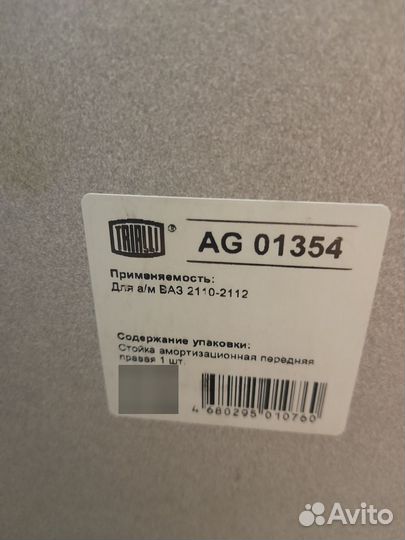 TRIALLI ®
AG 01354
Применяемость:
Для а/м ВАЗ 2110-2112
Содержание упаковки:
Стойка амортизационная передняя
правая 1 шт.
4 680295 010760
Avito